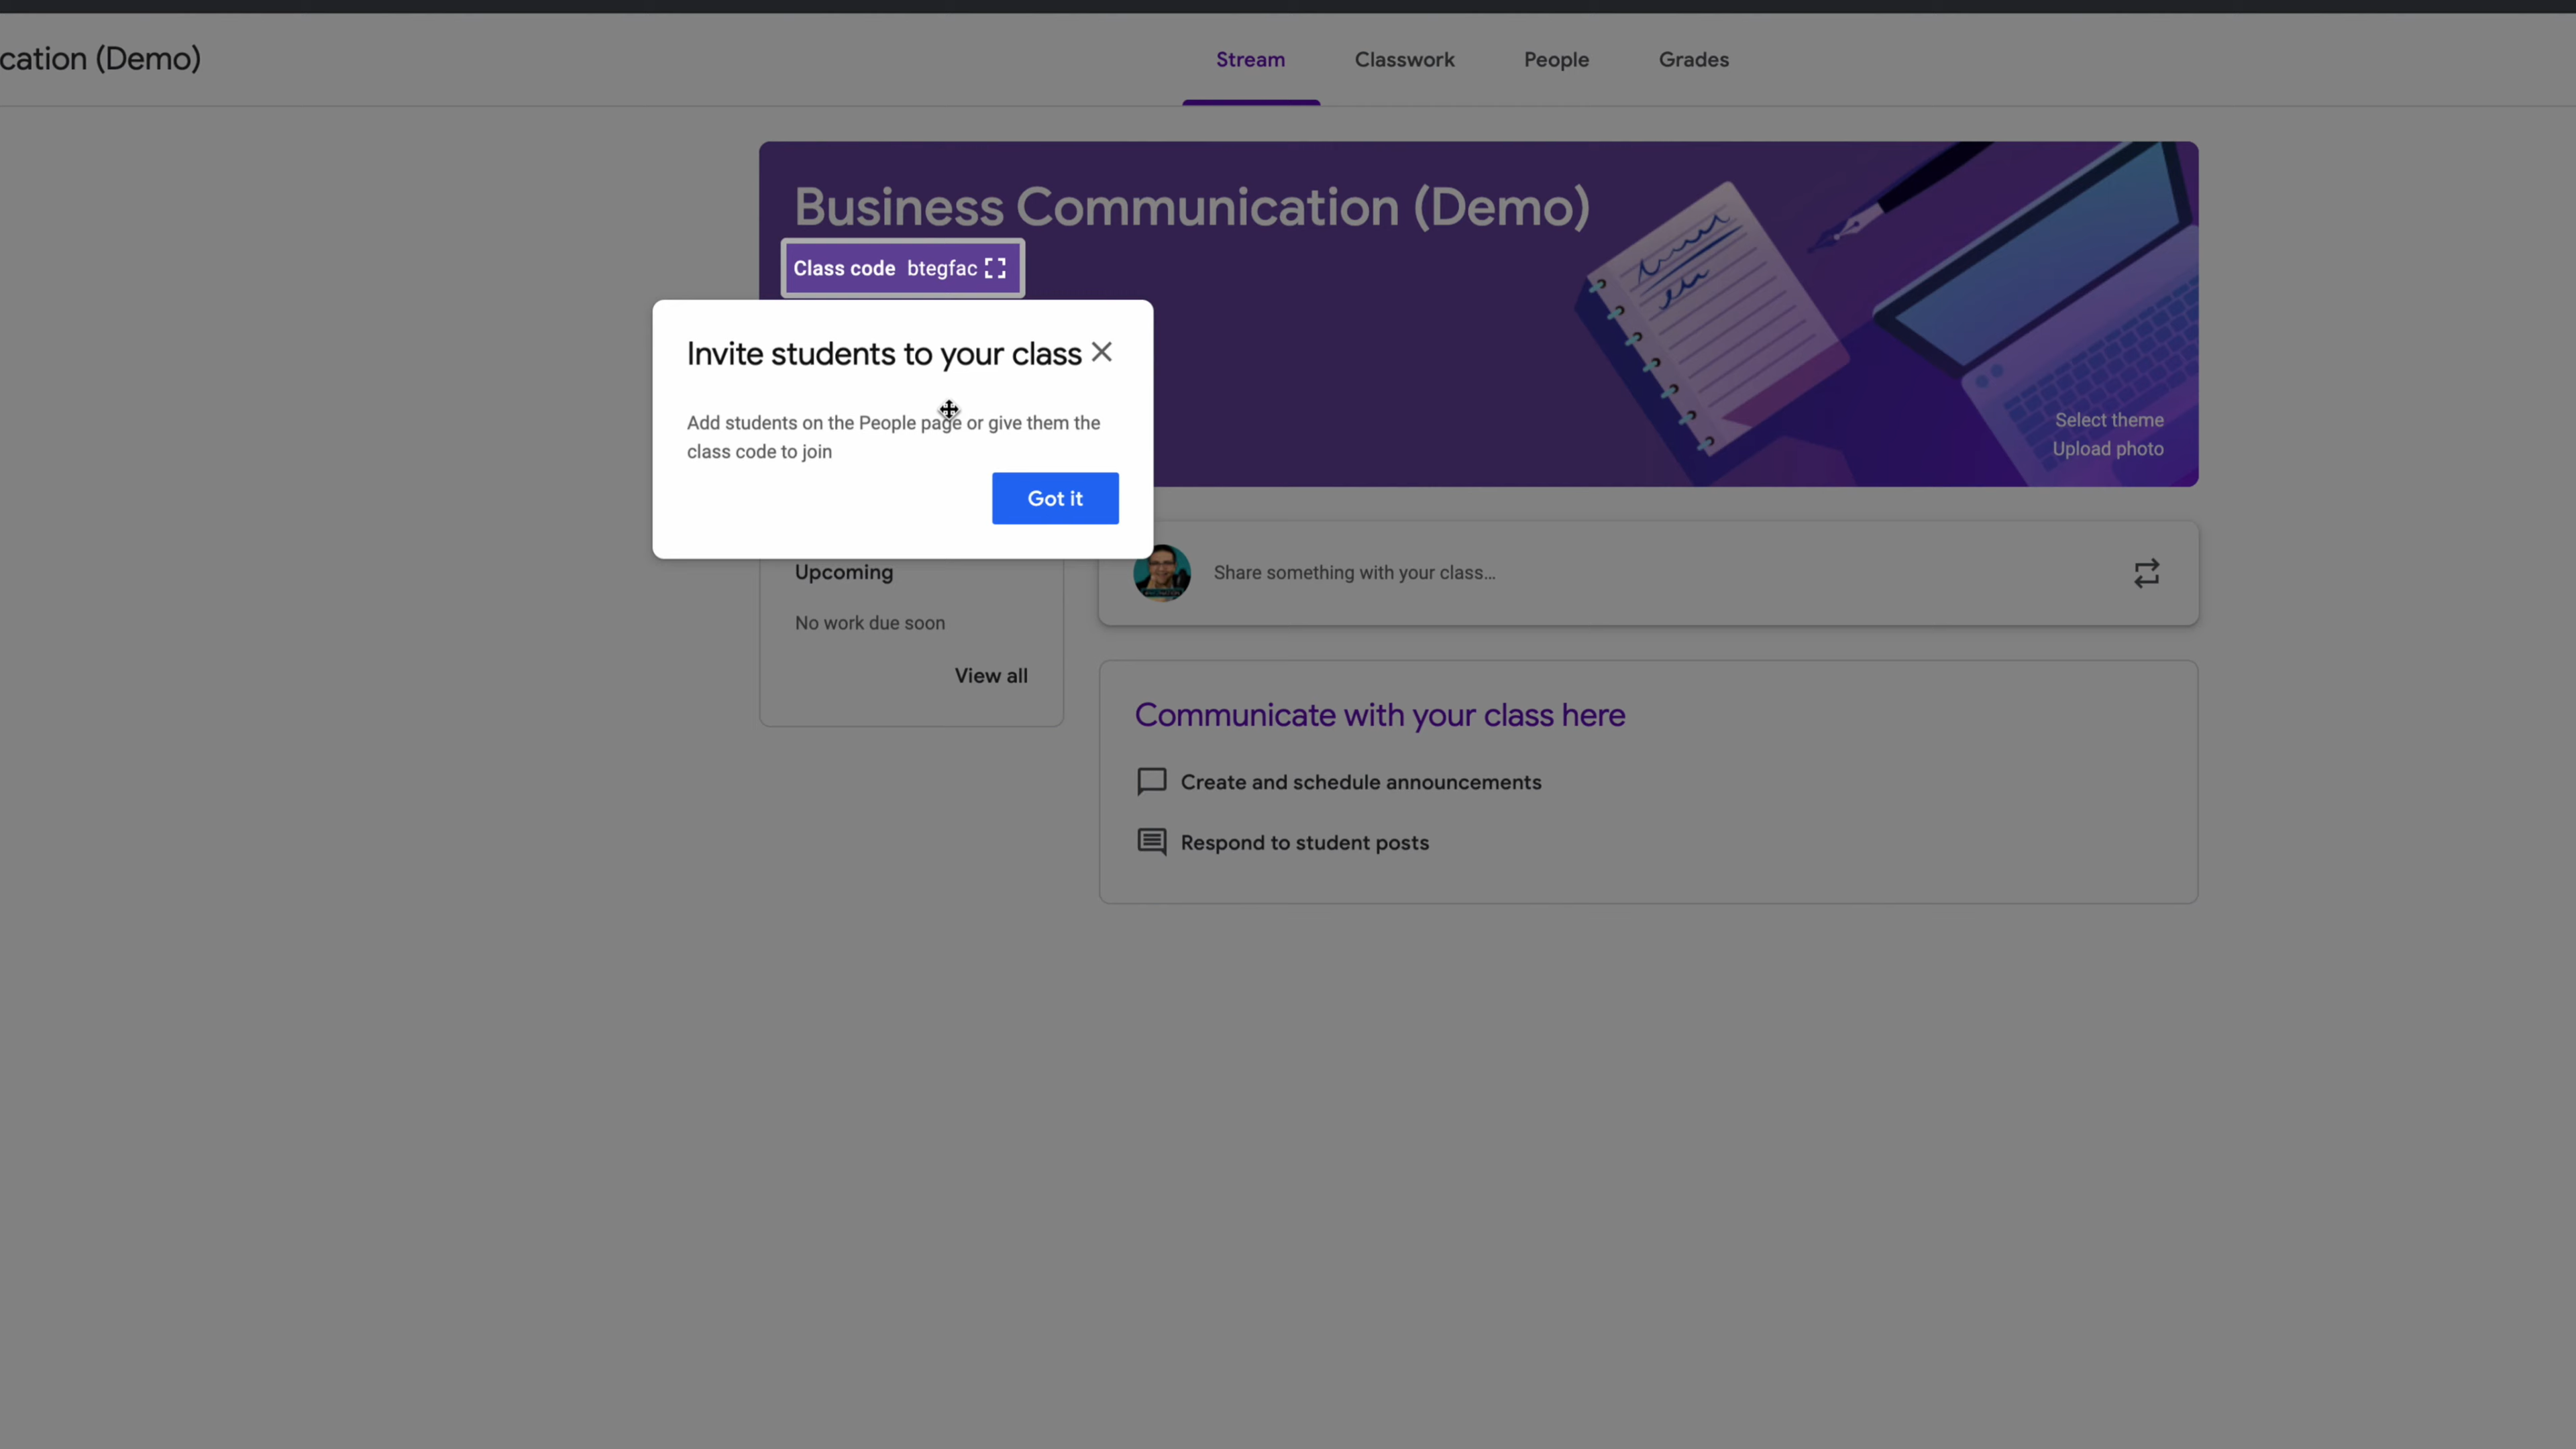 cation (Demo)
Stream
Classwork
People
Grades
Business Communication (Demo)
Class code btegfac
Invite students to your class
Add students on the People page or give them the
class code to join
Got it
Select theme
Upload photo
Upcoming
No work due soon
View all
Share something with your class...
Communicate with your class here
Create and schedule announcements
Respond to student posts